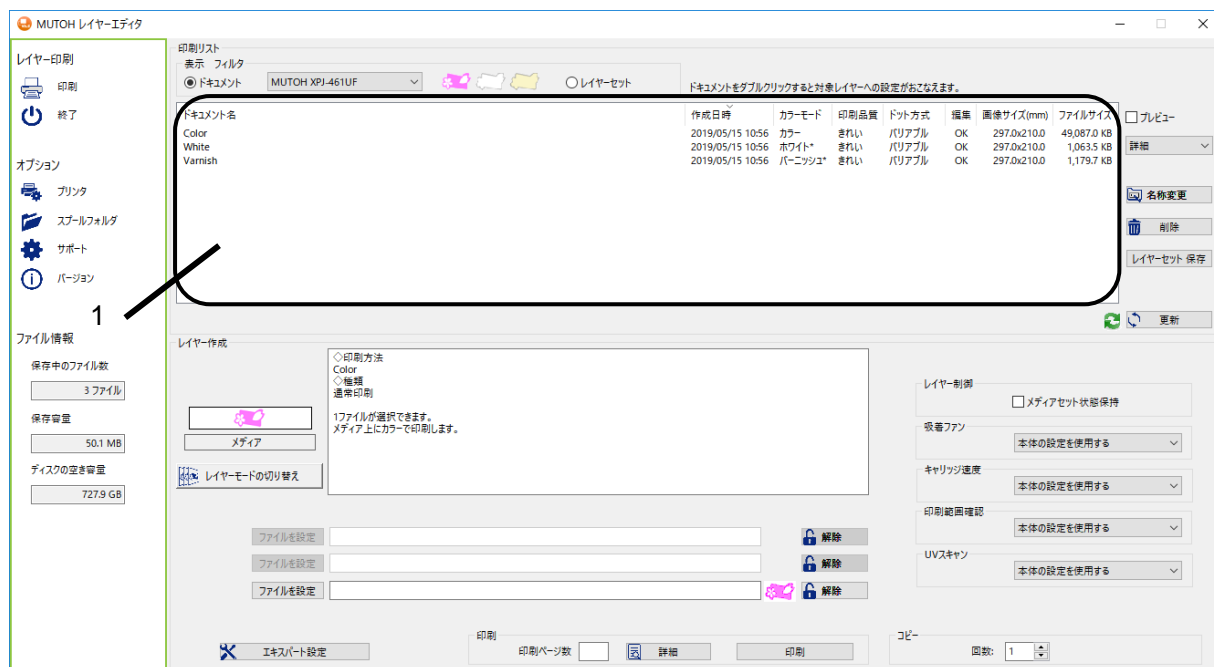 MUTOH レイヤーエディタ
レイヤー印刷
印刷
終了
オプション
プリンタ
スプールフォルダ
サポート
バージョン
1
ファイル情報
保存中のファイル数
3 ファイル
保存容量
50.1 MB
ディスクの空き容量
727.9 GB
印刷リスト
表示 フィルタ
ドキュメント MUTOH XPJ-461UF レイヤーセット
ドキュメントをダブルクリックすると対象レイヤーへの設定がおこなえます。
ドキュメント名 作成日時 カラーモード 印刷品質 ドット方式 編集 画像サイズ(mm) ファイルサイズ
Color 2019/05/15 10:56 カラー きれい バリアブル OK 297.0x210.0 49,087.0 KB
White 2019/05/15 10:56 ホワイト* きれい バリアブル OK 297.0x210.0 1,063.5 KB
Varnish 2019/05/15 10:56 バーニッシュ* きれい バリアブル OK 297.0x210.0 1,179.7 KB
プレビュー
詳細
名称変更
削除
レイヤーセット 保存
更新
レイヤー作成
◇印刷方法
Color
◇種類
通常印刷
1ファイルが選択できます。
メディア上にカラーで印刷します。
メディア
レイヤーモードの切り替え
ファイルを設定 解除
ファイルを設定 解除
ファイルを設定 解除
レイヤー制御
メディアセット状態保持
吸着ファン
本体の設定を使用する
キャリッジ速度
本体の設定を使用する
印刷範囲確認
本体の設定を使用する
UVスキャン
本体の設定を使用する
エキスパート設定
印刷
印刷ページ数 詳細 印刷
コピー
回数: 1